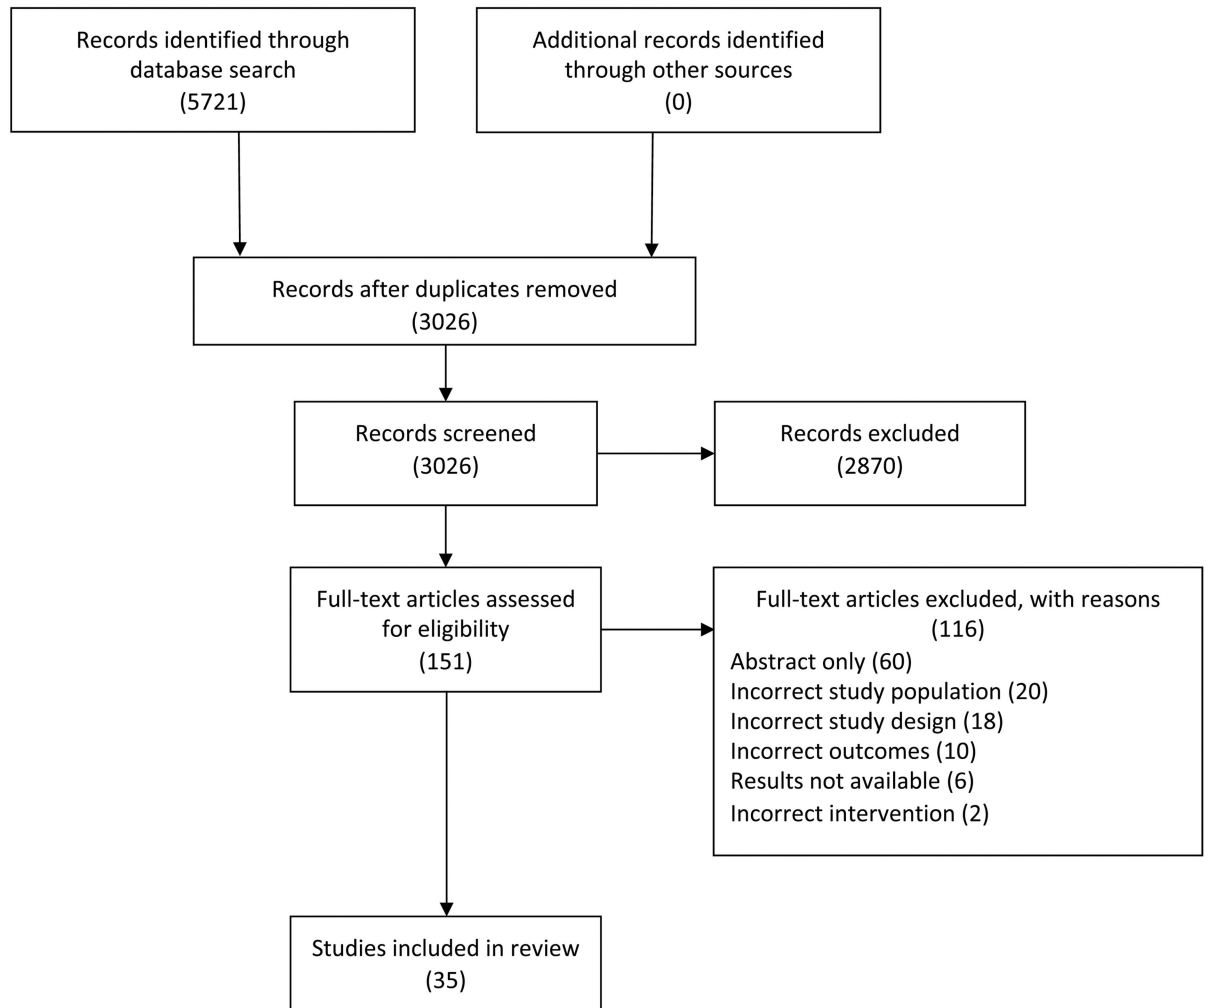 Records identified through
database search
(5721)
Additional records identified
through other sources
(0)
Records after duplicates removed
(3026)
Records screened
(3026)
Records excluded
(2870)
Full-text articles assessed
for eligibility
(151)
Full-text articles excluded, with reasons
(116)
Abstract only (60)
Incorrect study population (20)
Incorrect study design (18)
Incorrect outcomes (10)
Results not available (6)
Incorrect intervention (2)
Studies included in review
(35)